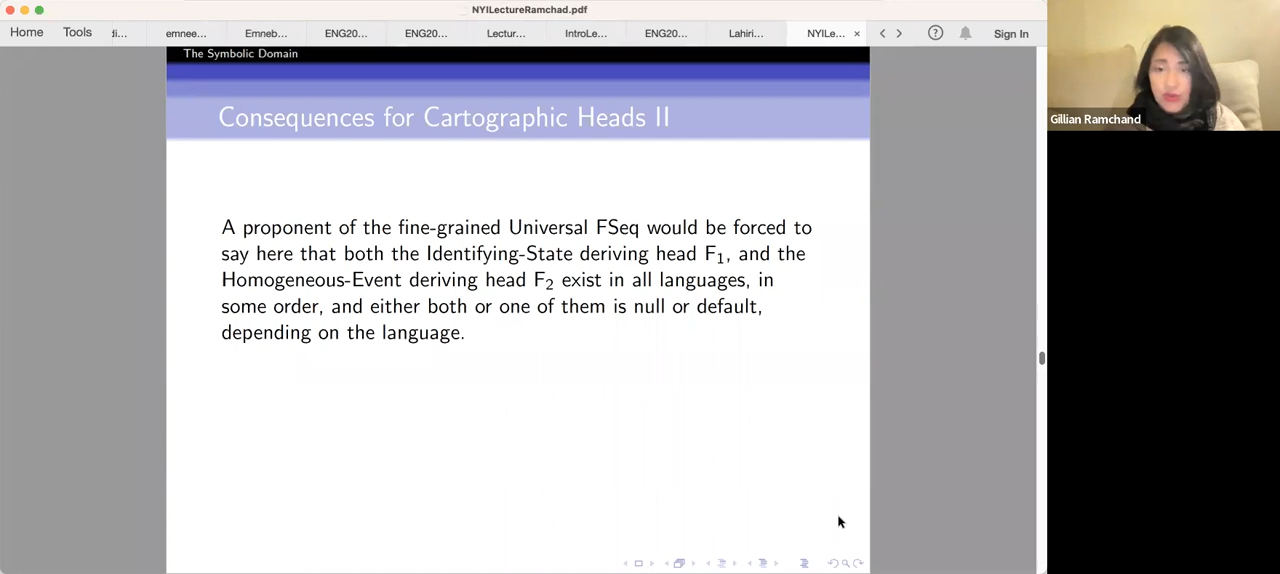 NYILectureRamchad.pdf
Home Tools di... emnee... Emneb... ENG20... ENG20... Lectur... IntroLe... ENG20... Lahiri... NYILe... × Sign In
The Symbolic Domain
Consequences for Cartographic Heads II
A proponent of the fine-grained Universal FSeq would be forced to
say here that both the Identifying-State deriving head F₁, and the
Homogeneous-Event deriving head F₂ exist in all languages, in
some order, and either both or one of them is null or default,
depending on the language.
Gillian Ramchand